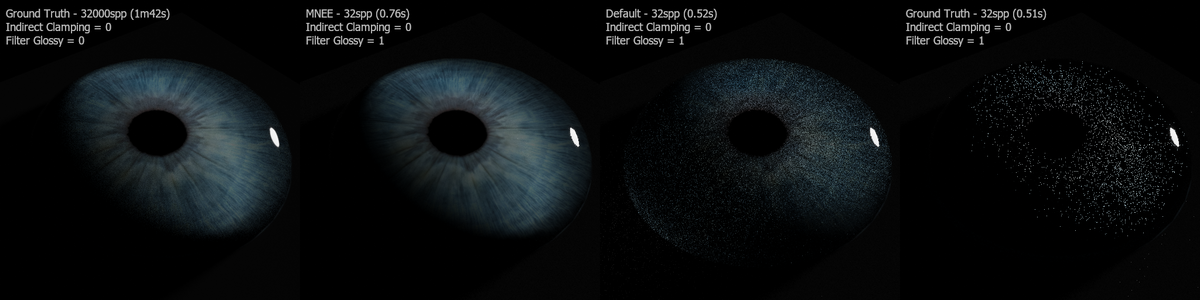 Ground Truth - 32000spp (1m42s)
Indirect Clamping = 0
Filter Glossy = 0
MNEE - 32spp (0.76s)
Indirect Clamping = 0
Filter Glossy = 1
Default - 32spp (0.52s)
Indirect Clamping = 0
Filter Glossy = 1
Ground Truth - 32spp (0.51s)
Indirect Clamping = 0
Filter Glossy = 1